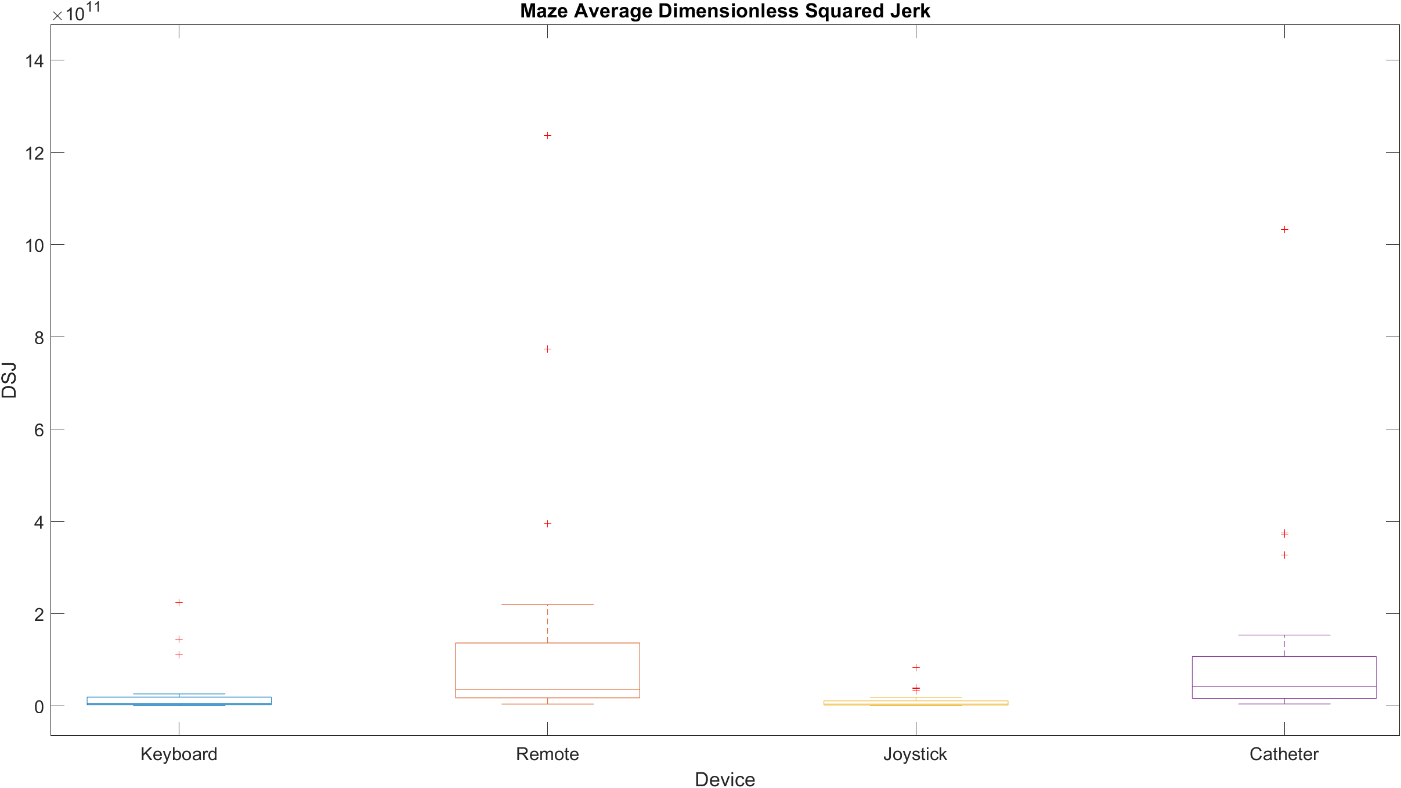 Maze Average Dimensionless Squared Jerk
×10^11
14
12
10
8
6
4
2
0
DSJ
Keyboard Remote Joystick Catheter
Device